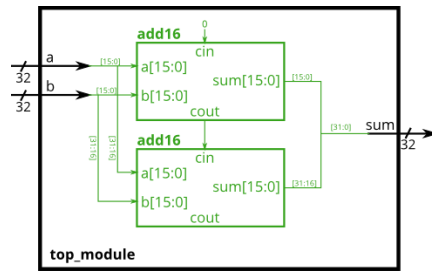 0
add16
cin
a
[15:0]
a[15:0]
32
sum[15:0]
[15:0]
b
[15:0]
b[15:0]
32
cout
[31:0]
sum
32
[31:16]
[31:16]
add16
cin
a[15:0]
sum[15:0]
[31:16]
b[15:0]
cout
top_module